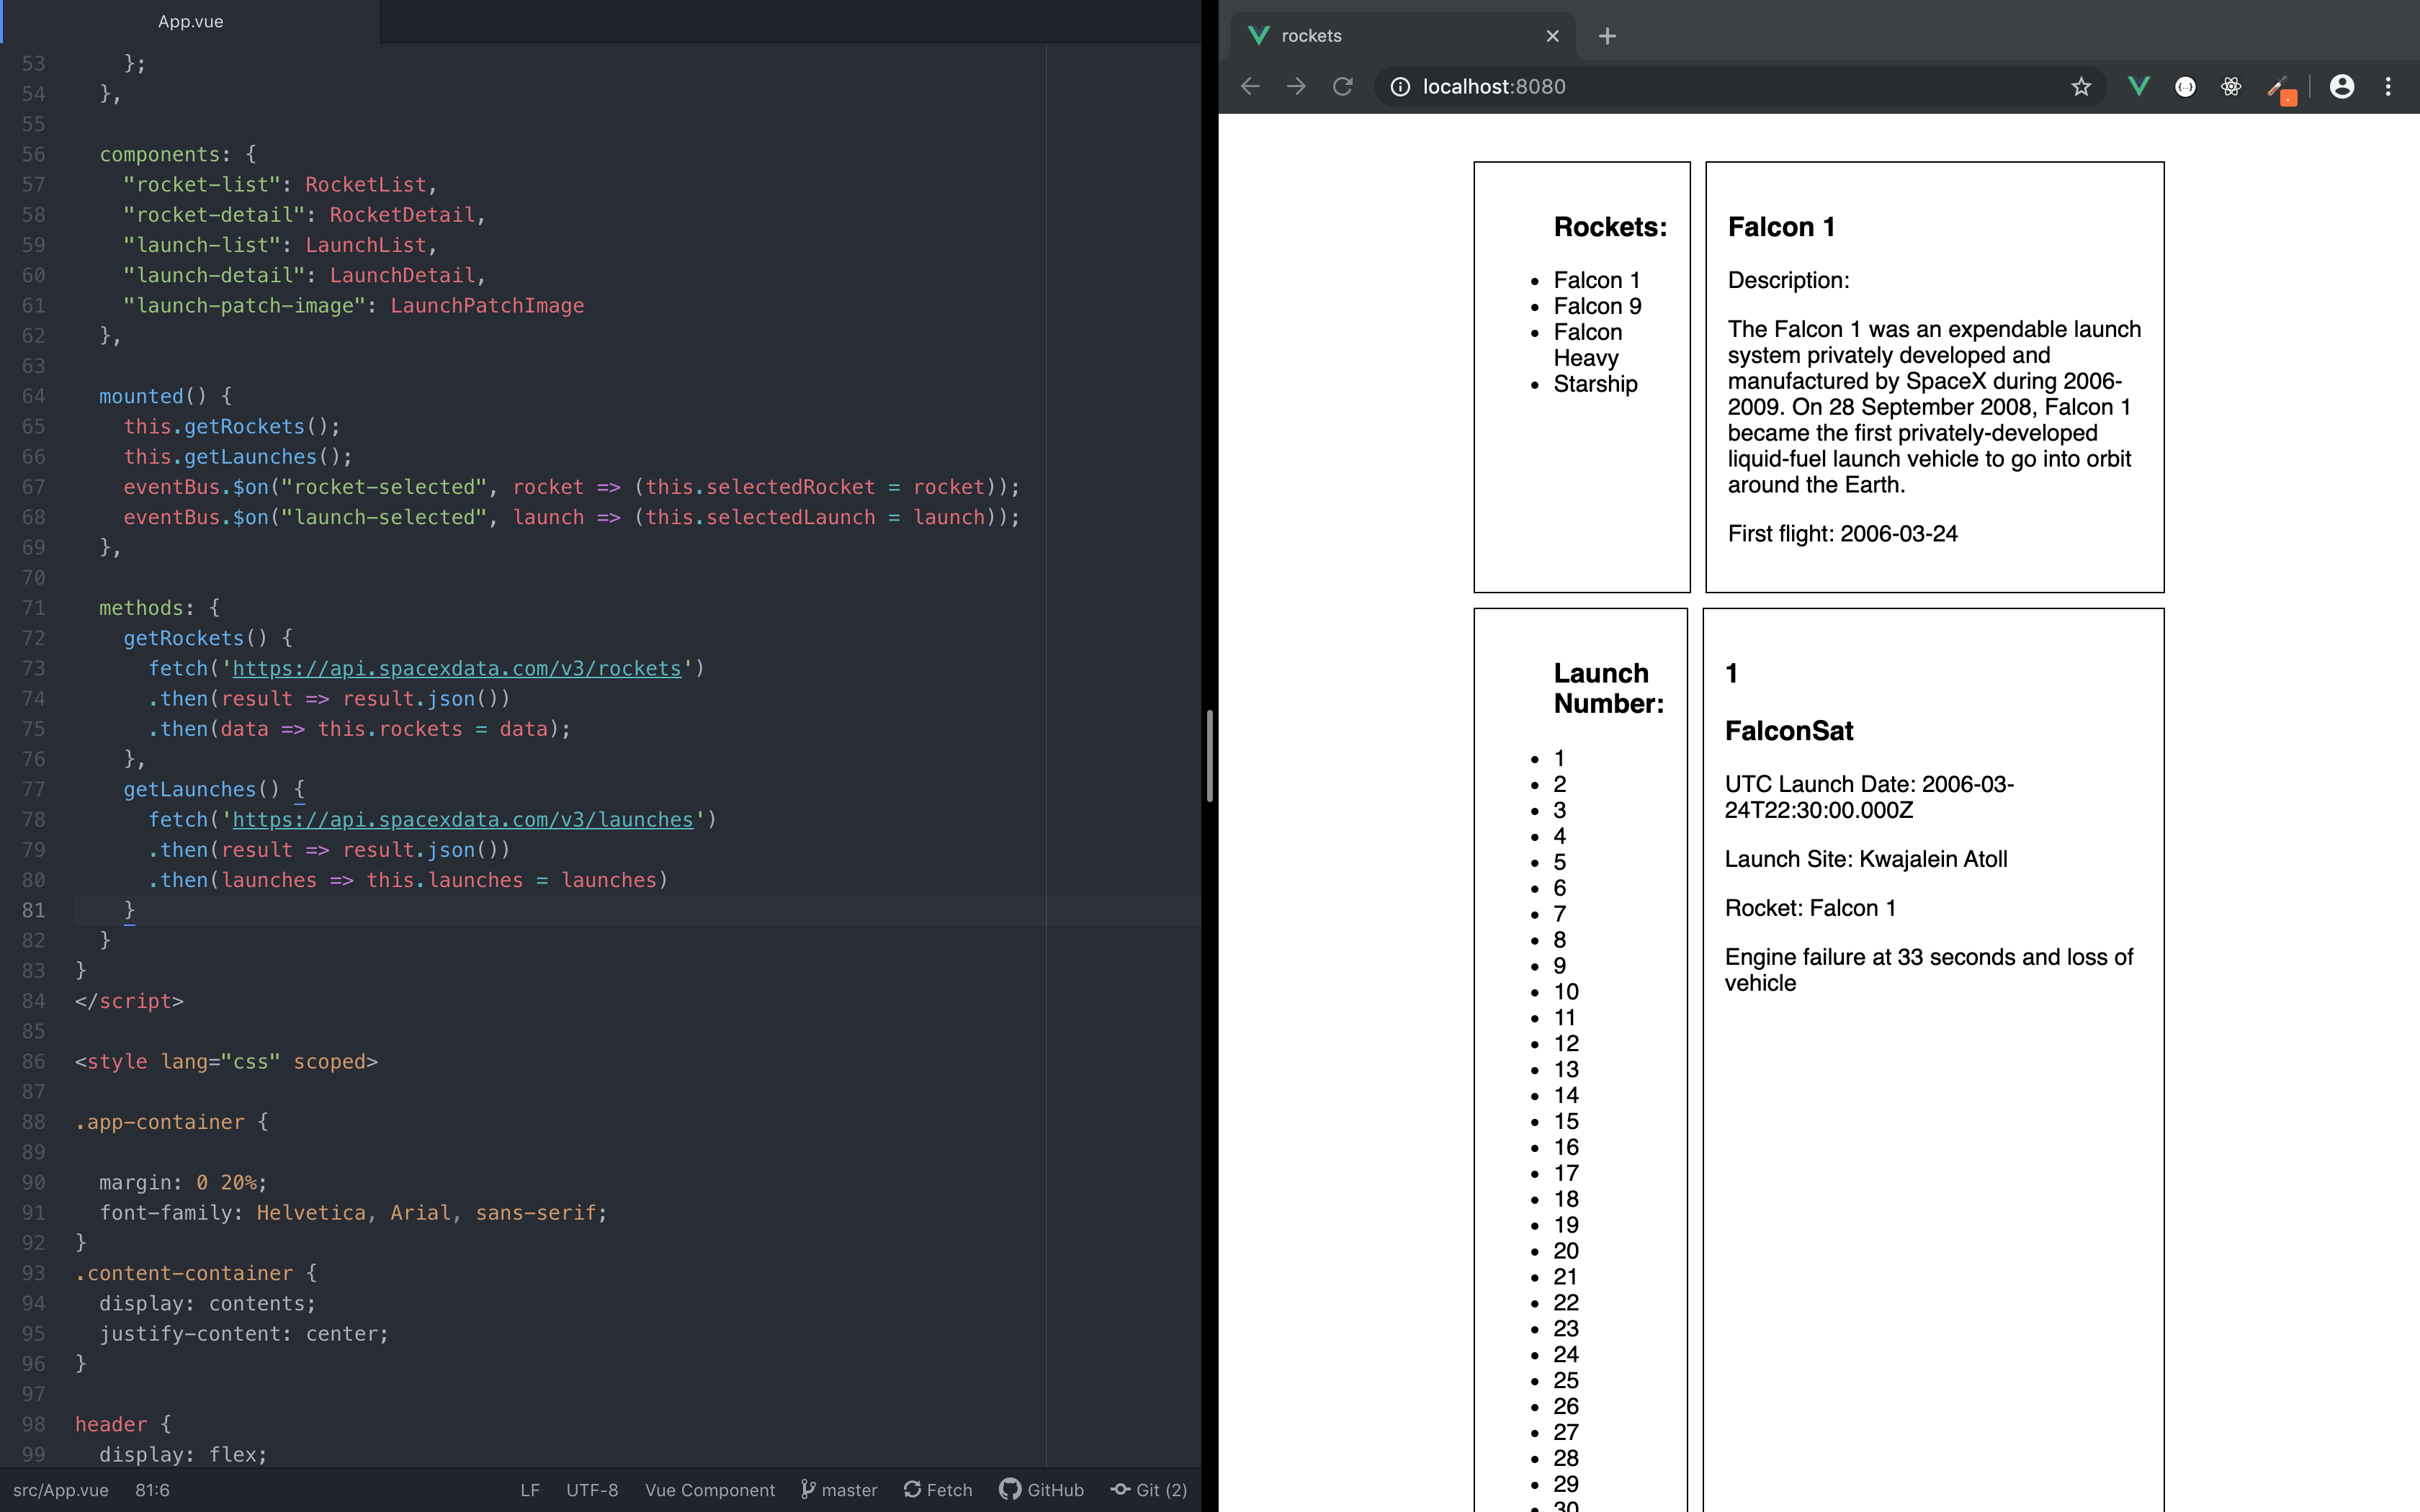 App.vue
53 };
54 },
55
56 components: {
57 "rocket-list": RocketList,
58 "rocket-detail": RocketDetail,
59 "launch-list": LaunchList,
60 "launch-detail": LaunchDetail,
61 "launch-patch-image": LaunchPatchImage
62 },
63
64 mounted() {
65 this.getRockets();
66 this.getLaunches();
67 eventBus.$on("rocket-selected", rocket => (this.selectedRocket = rocket));
68 eventBus.$on("launch-selected", launch => (this.selectedLaunch = launch));
69 },
70
71 methods: {
72 getRockets() {
73 fetch('https://api.spacexdata.com/v3/rockets')
74 .then(result => result.json())
75 .then(data => this.rockets = data);
76 },
77 getLaunches() {
78 fetch('https://api.spacexdata.com/v3/launches')
79 .then(result => result.json())
80 .then(launches => this.launches = launches)
81 }
82 }
83 }
84 </script>
85
86 <style lang="css" scoped>
87
88 .app-container {
89
90 margin: 0 20%;
91 font-family: Helvetica, Arial, sans-serif;
92 }
93 .content-container {
94 display: contents;
95 justify-content: center;
96 }
97
98 header {
99 display: flex;
src/App.vue 81:6 LF UTF-8 Vue Component master Fetch GitHub Git (2)
rockets
localhost:8080
Rockets:
Falcon 1
Falcon 9
Falcon
Heavy
Starship
Falcon 1
Description:
The Falcon 1 was an expendable launch
system privately developed and
manufactured by SpaceX during 2006-
2009. On 28 September 2008, Falcon 1
became the first privately-developed
liquid-fuel launch vehicle to go into orbit
around the Earth.
First flight: 2006-03-24
Launch
Number:
1
2
3
4
5
6
7
8
9
10
11
12
13
14
15
16
17
18
19
20
21
22
23
24
25
26
27
28
29
30
1
FalconSat
UTC Launch Date: 2006-03-
24T22:30:00.000Z
Launch Site: Kwajalein Atoll
Rocket: Falcon 1
Engine failure at 33 seconds and loss of
vehicle